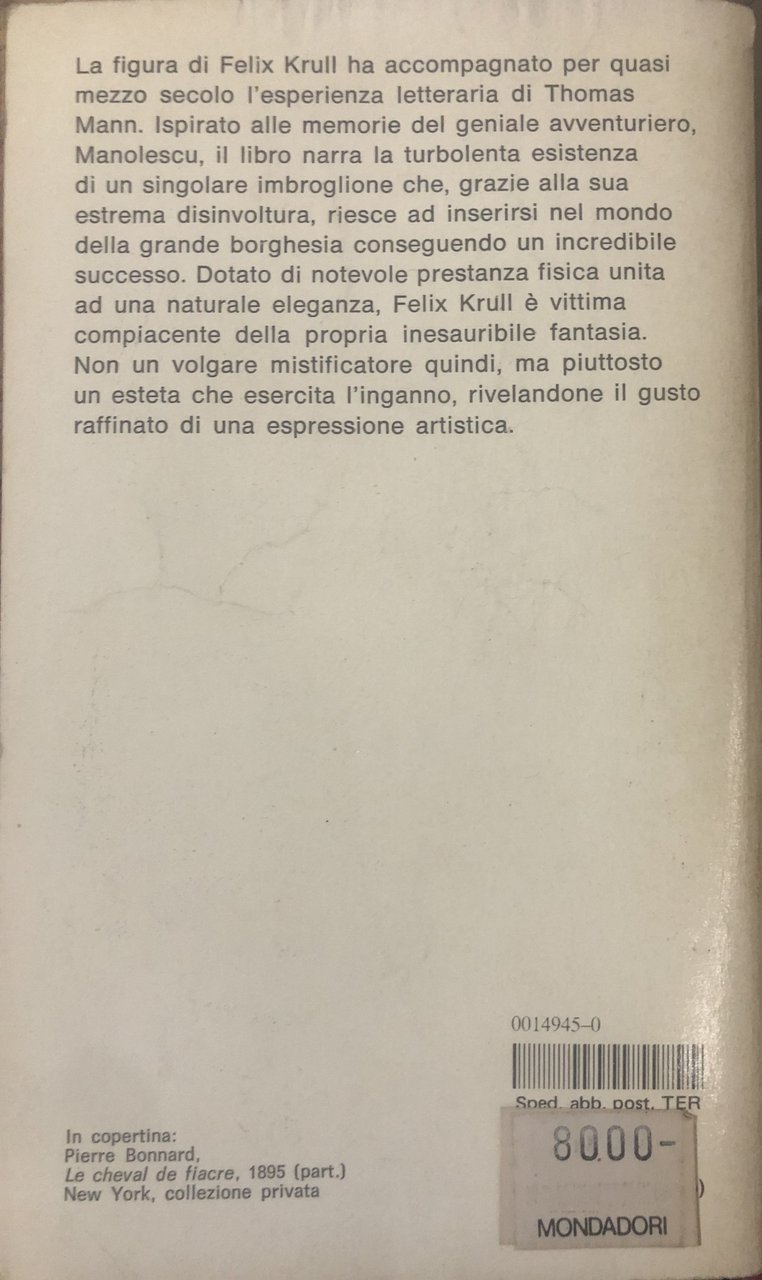 La figura di Felix Krull ha accompagnato per quasi
mezzo secolo l'esperienza letteraria di Thomas
Mann. Ispirato alle memorie del geniale avventuriero,
Manolescu, il libro narra la turbolenta esistenza
di un singolare imbroglione che, grazie alla sua
estrema disinvoltura, riesce ad inserirsi nel mondo
della grande borghesia conseguendo un incredibile
successo. Dotato di notevole prestanza fisica unita
ad una naturale eleganza, Felix Krull è vittima
compiacente della propria inesauribile fantasia.
Non un volgare mistificatore quindi, ma piuttosto
un esteta che esercita l'inganno, rivelandone il gusto
raffinato di una espressione artistica.
0014945–0
Sped. abb. post. TER
8000-
MONDADORI
In copertina:
Pierre Bonnard,
Le cheval de fiacre, 1895 (part.)
New York, collezione privata